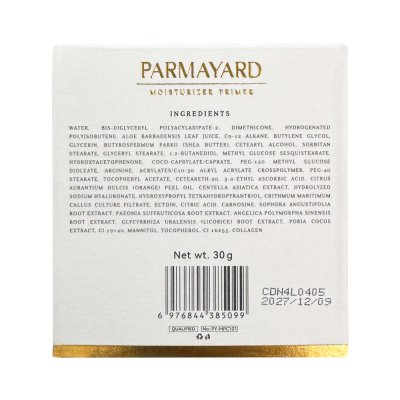 PARMAYARD
MOISTURIZER PRIMER
INGREDIENTS
WATER, BIS-DIGLYCERYL POLYACYLADIPATE-2, DIMETHICONE, HYDROGENATED
POLYISOBUTENE, ALOE BARBADENSIS LEAF JUICE, C9-12 ALKANE, BUTYLENE GLYCOL,
GLYCERIN, BUTYROSPERMUM PARKII (SHEA BUTTER), CETEARYL ALCOHOL, SORBITAN
STEARATE, GLYCERYL STEARATE, 1,2-BUTANEDIOL, METHYL GLUCOSE SESQUISTEARATE,
HYDROXYACETOPHENONE, COCO-CAPRYLATE/CAPRATE, PEG-120 METHYL GLUCOSE
DIOLEATE, ARGININE, ACRYLATES/C10-30 ALKYL ACRYLATE CROSSPOLYMER, PEG-40
STEARATE, TOCOPHERYL ACETATE, CETEARETH-20, 3-O-ETHYL ASCORBIC ACID, CITRUS
AURANTIUM DULCIS (ORANGE) PEEL OIL, CENTELLA ASIATICA EXTRACT, HYDROLYZED
SODIUM HYALURONATE, HYDROXYPROPYL TETRAHYDROPYRANTRIOL, CRITHMUM MARITIMUM
CALLUS CULTURE FILTRATE, ECTOIN, CITRIC ACID, CARNOSINE, SOPHORA ANGUSTIFOLIA
ROOT EXTRACT, PAEONIA SUFFRUTICOSA ROOT EXTRACT, ANGELICA POLYMORPHA SINENSIS
ROOT EXTRACT, GLYCYRRHIZA URALENSIS (LICORICE) ROOT EXTRACT, PORIA COCOS
EXTRACT, CI 19140, MANNITOL, TOCOPHEROL, CI 16255, COLLAGEN
Net wt. 30g
CDN4L0405
2027/12/09
6 976844 385099
QUALIFIED
No.:PY-HPC101